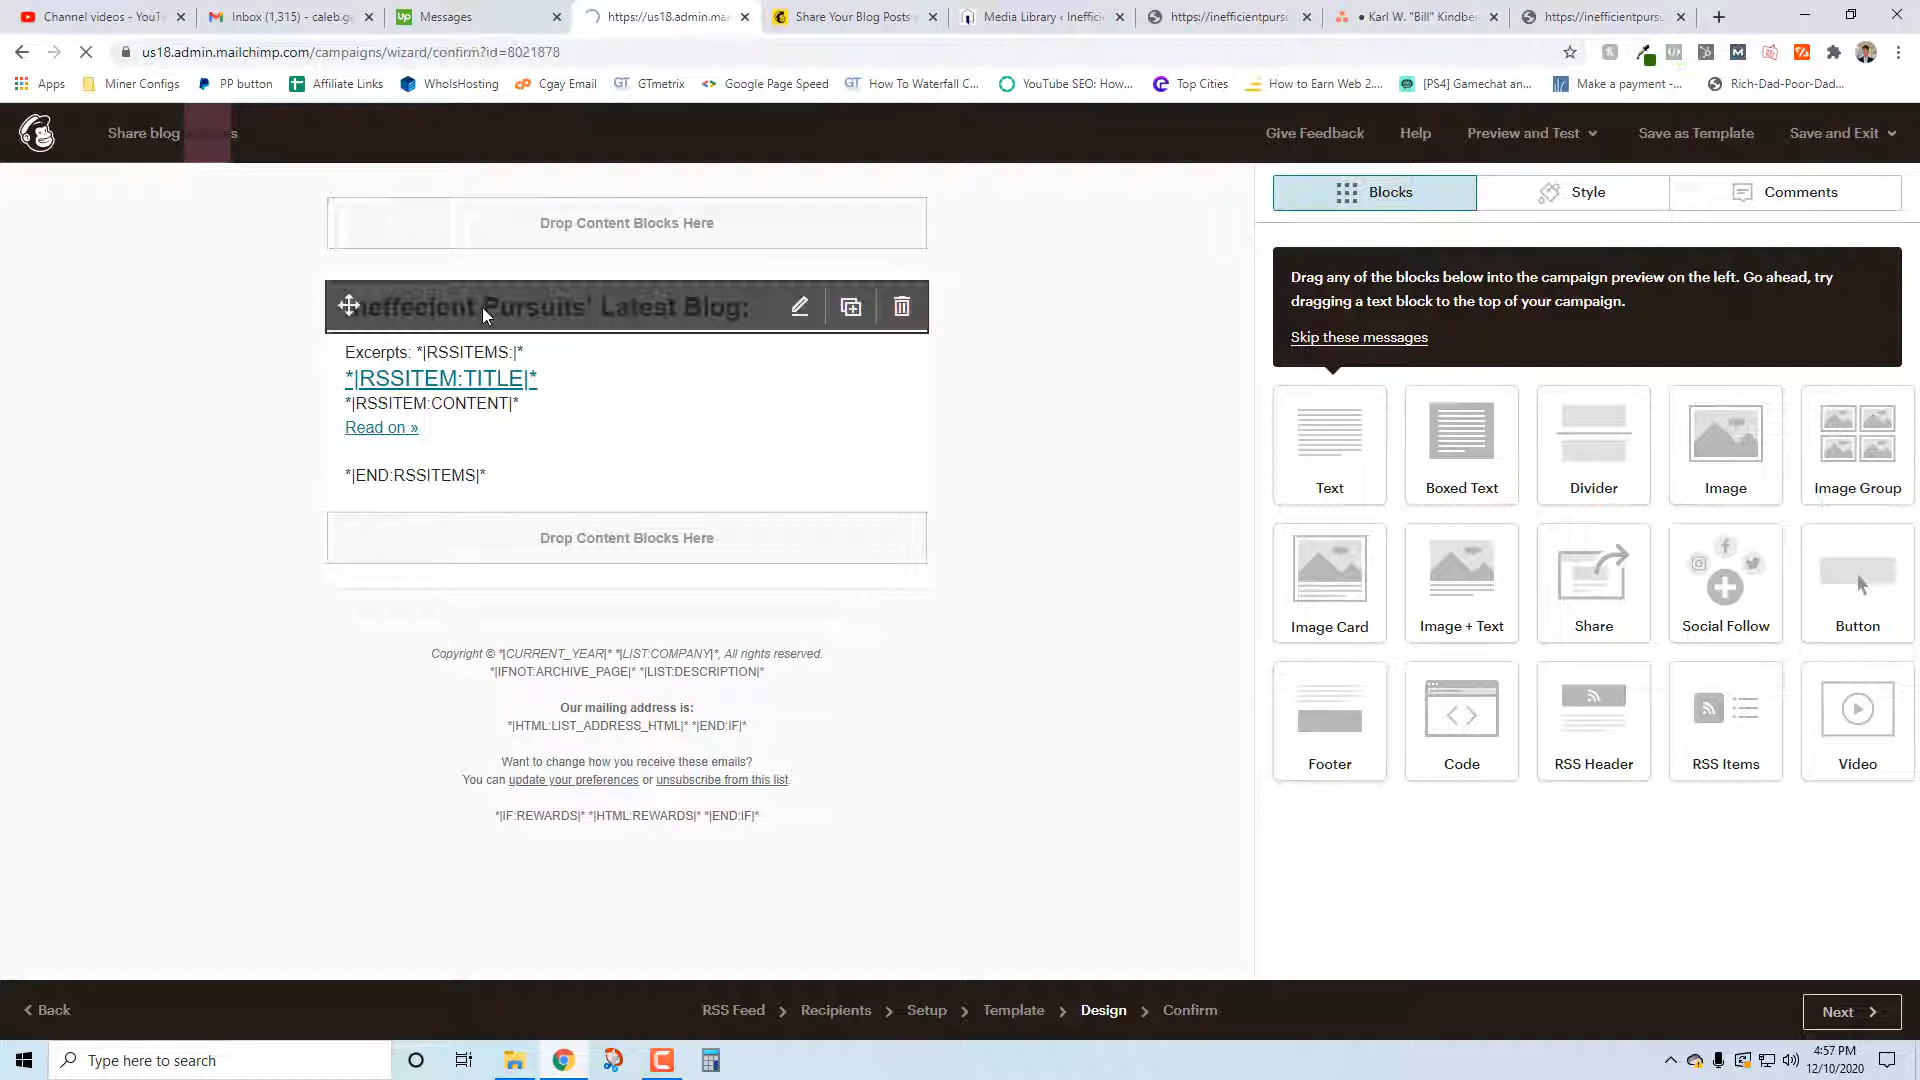 Channel videos - YouT
Inbox (1,315) - caleb.g
Up Messages
https://us18.admin.mai
Share Your Blog Posts
Media Library ‹ Ineffic
https://inefficientpurs
• Karl W. "Bill" Kindber
https://inefficientpursu
us18.admin.mailchimp.com/campaigns/wizard/confirm?id=8021878
Apps
Miner Configs
PP button
Affiliate Links
WhoIsHosting
Cgay Email
GT GTmetrix
Google Page Speed
GT How To Waterfall C...
YouTube SEO: How...
Top Cities
How to Earn Web 2....
[PS4] Gamechat an...
Make a payment -...
Rich-Dad-Poor-Dad...
Share blog
s
Give Feedback
Help
Preview and Test
Save as Template
Save and Exit
Blocks
Style
Comments
Drop Content Blocks Here
neffecient Pursuits' Latest Blog:
Excerpts: *|RSSITEMS:|*
*|RSSITEM:TITLE|*
*|RSSITEM:CONTENT|*
Read on »
*|END:RSSITEMS|*
Drop Content Blocks Here
Copyright © *|CURRENT_YEAR|* *|LIST:COMPANY|*, All rights reserved.
*|IFNOT:ARCHIVE_PAGE|* *|LIST:DESCRIPTION|*
Our mailing address is:
*|HTML:LIST_ADDRESS_HTML|* *|END:IF|*
Want to change how you receive these emails?
You can update your preferences or unsubscribe from this list.
*|IF:REWARDS|* *|HTML:REWARDS|* *|END:IF|*
Drag any of the blocks below into the campaign preview on the left. Go ahead, try
dragging a text block to the top of your campaign.
Skip these messages
Text
Boxed Text
Divider
Image
Image Group
Image Card
Image + Text
Share
Social Follow
Button
Footer
Code
RSS Header
RSS Items
Video
Back
RSS Feed
Recipients
Setup
Template
Design
Confirm
Next
Type here to search
4:57 PM
12/10/2020